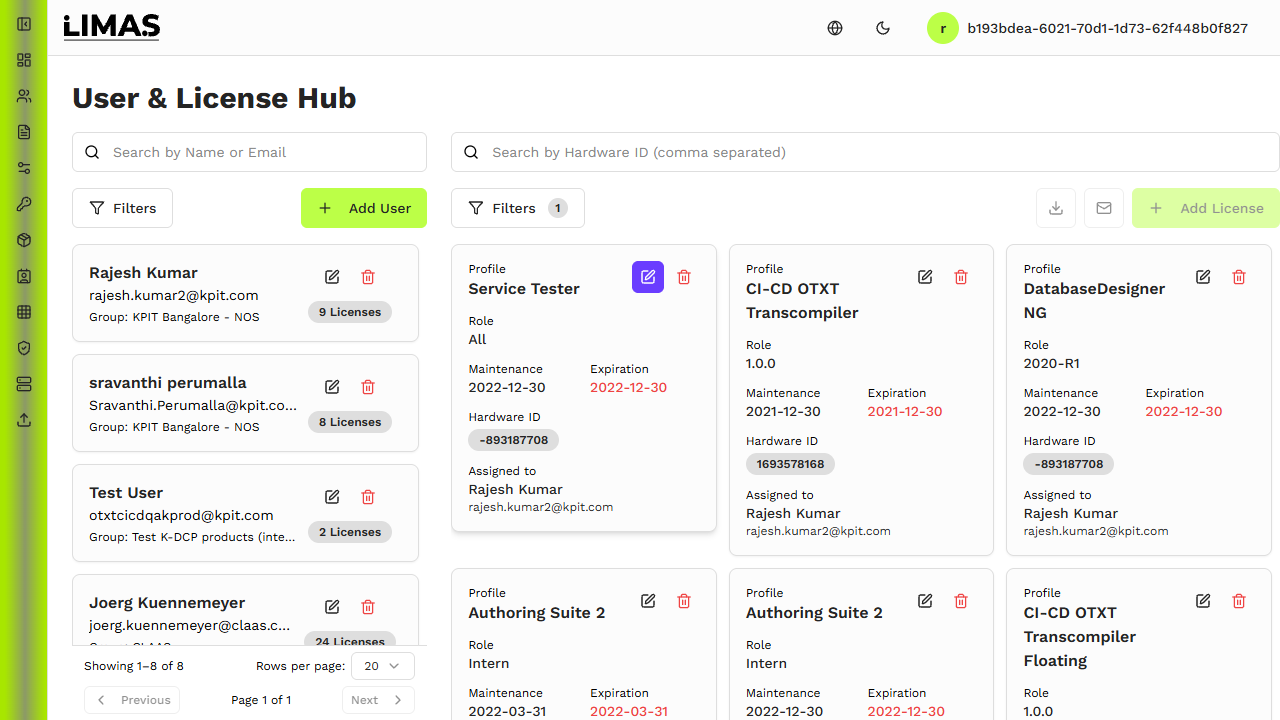 LIMAS
r
b193bdea-6021-70d1-1d73-62f448b0f827
User & License Hub
Search by Name or Email
Search by Hardware ID (comma separated)
Filters
Add User
Filters
1
Add License
Rajesh Kumar
rajesh.kumar2@kpit.com
Group: KPIT Bangalore - NOS
9 Licenses
sravanthi perumalla
Sravanthi.Perumalla@kpit.co...
Group: KPIT Bangalore - NOS
8 Licenses
Test User
otxtcicdqakprod@kpit.com
Group: Test K-DCP products (inte...
2 Licenses
Joerg Kuennemeyer
joerg.kuennemeyer@claas.c...
24 Licenses
Showing 1–8 of 8
Rows per page:
20
Previous
Page 1 of 1
Next
Profile
Service Tester
Role
All
Maintenance
Expiration
2022-12-30
2022-12-30
Hardware ID
-893187708
Assigned to
Rajesh Kumar
rajesh.kumar2@kpit.com
Profile
CI-CD OTXT
Transcompiler
Role
1.0.0
Maintenance
Expiration
2021-12-30
2021-12-30
Hardware ID
1693578168
Assigned to
Rajesh Kumar
rajesh.kumar2@kpit.com
Profile
DatabaseDesigner
NG
Role
2020-R1
Maintenance
Expiration
2022-12-30
2022-12-30
Hardware ID
-893187708
Assigned to
Rajesh Kumar
rajesh.kumar2@kpit.com
Profile
Authoring Suite 2
Role
Intern
Maintenance
Expiration
2022-03-31
2022-03-31
Profile
Authoring Suite 2
Role
Intern
Maintenance
Expiration
2022-12-30
2022-12-30
Profile
CI-CD OTXT
Transcompiler
Floating
Role
1.0.0